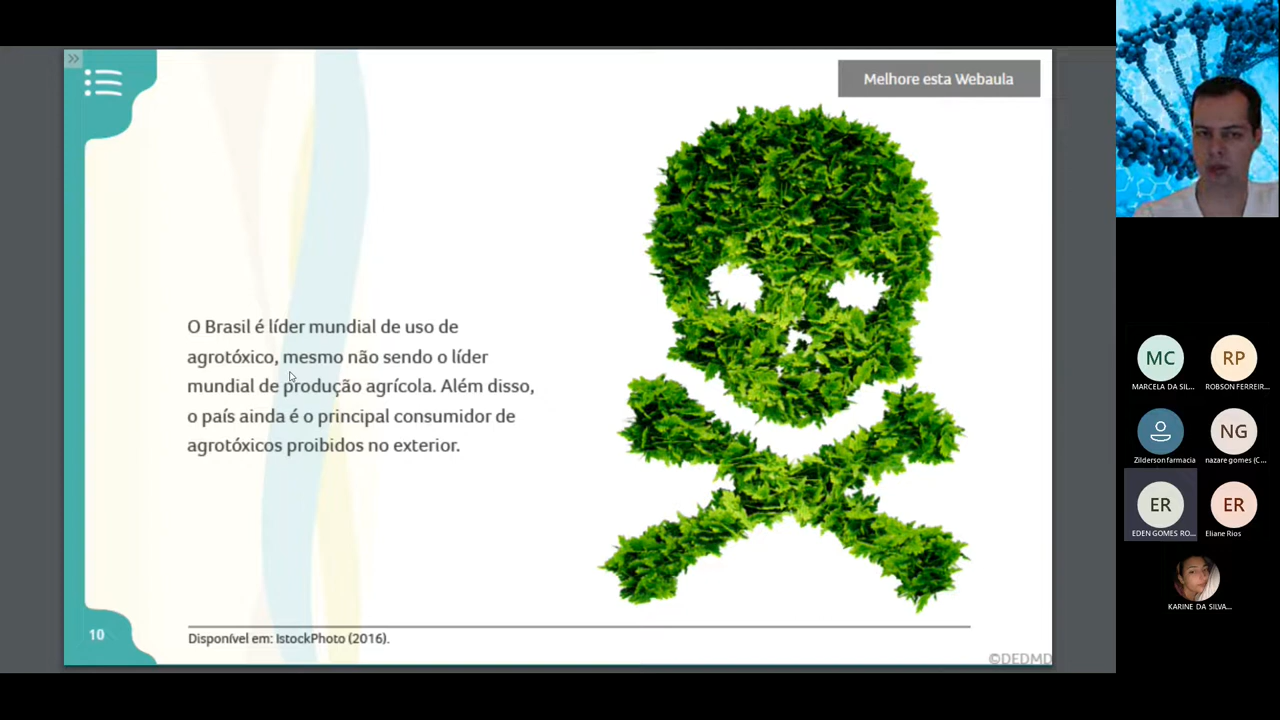 Melhore esta Webaula
O Brasil é líder mundial de uso de
agrotóxico, mesmo não sendo o líder
mundial de produção agrícola. Além disso,
o país ainda é o principal consumidor de
agrotóxicos proibidos no exterior.
10
Disponível em: IstockPhoto (2016).
©DEDMD
MC
RP
MARCELA DA SIL...
ROBSON FERREIR...
NG
Zilderson farmacia
nazare gomes (C...
ER
ER
EDEN GOMES RO...
Eliane Rios
KARINE DA SILVA...